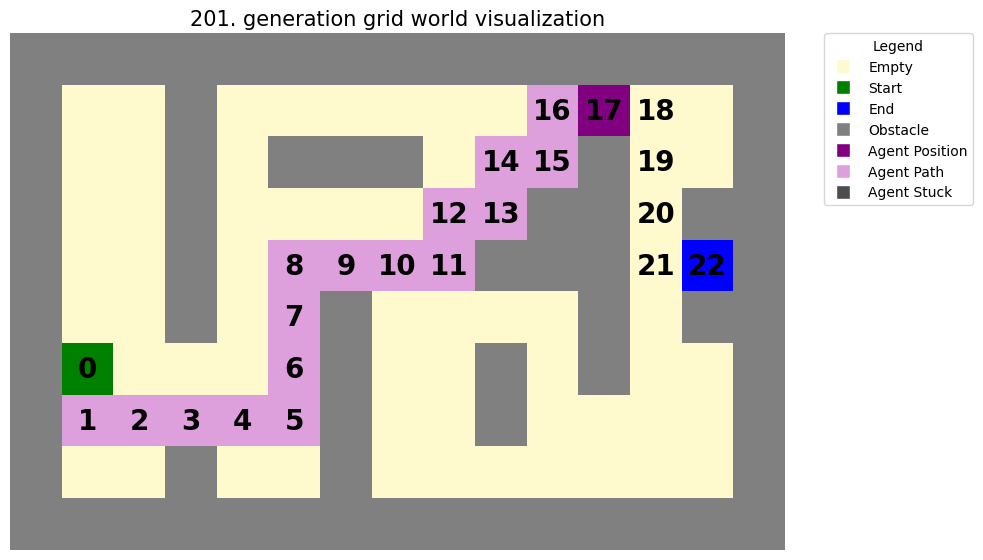 201. generation grid world visualization
Legend
Empty
Start
End
Obstacle
Agent Position
Agent Path
Agent Stuck
16 17 18
14 15 19
12 13 20
8 9 10 11 21 22
7
0 6
1 2 3 4 5